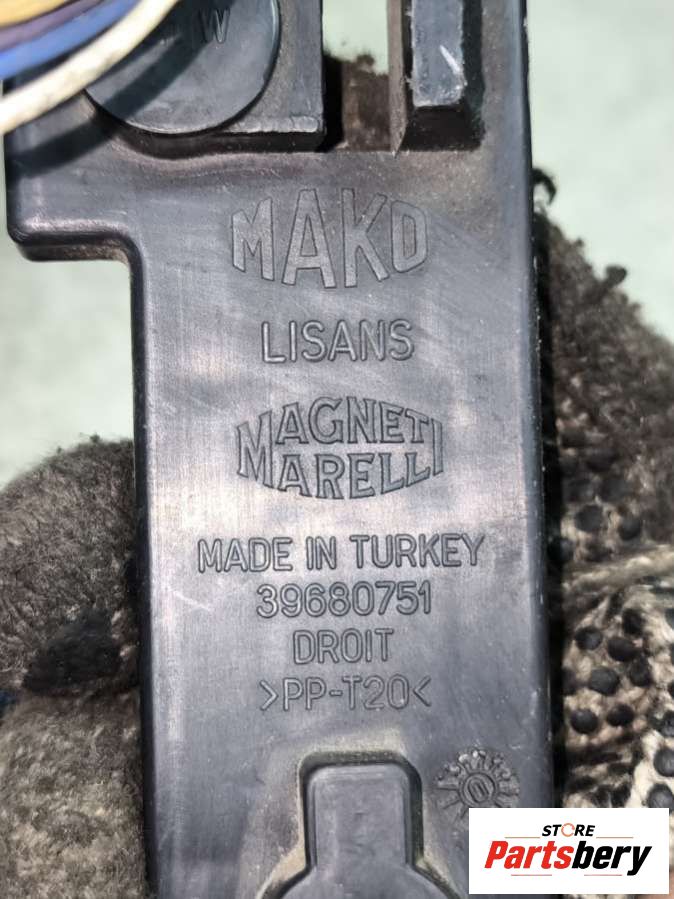 W
MAKO
LISANS
MAGNETI
MARELLI
MADE IN TURKEY
39680751
DROIT
>PP-T20<
STORE
Partsbery